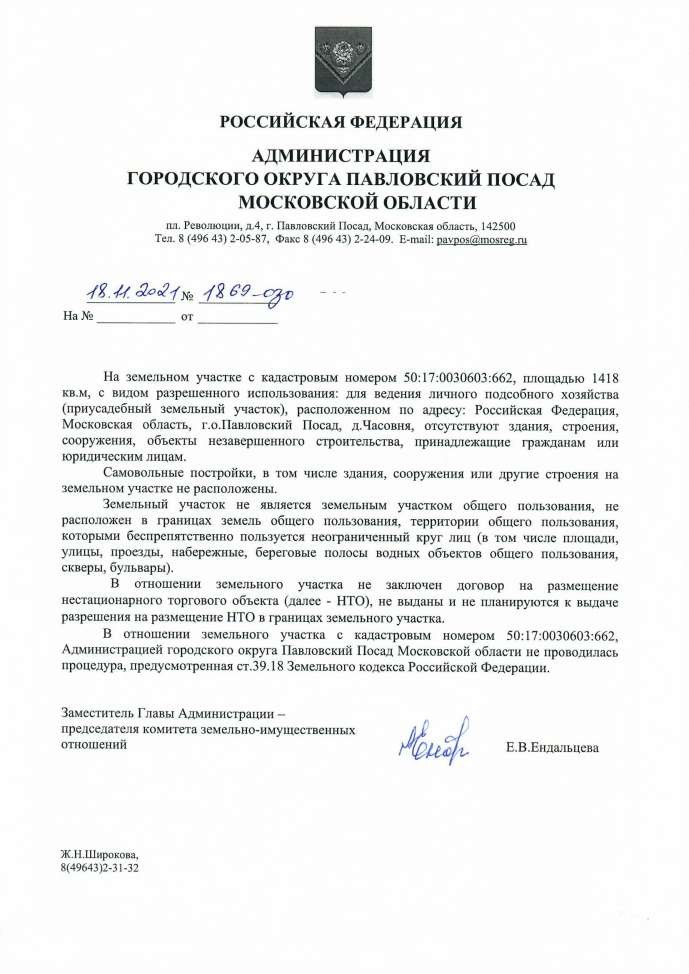 РОССИЙСКАЯ ФЕДЕРАЦИЯ
АДМИНИСТРАЦИЯ
ГОРОДСКОГО ОКРУГА ПАВЛОВСКИЙ ПОСАД
МОСКОВСКОЙ ОБЛАСТИ
пл. Революции, д.4, г. Павловский Посад, Московская область, 142500
Тел. 8 (496 43) 2-05-87, Факс 8 (496 43) 2-24-09. E-mail: pavpos@mosreg.ru
18.11.2021 № 1869-озо
На № ____________ от ____________
На земельном участке с кадастровым номером 50:17:0030603:662, площадью 1418
кв.м, с видом разрешенного использования: для ведения личного подсобного хозяйства
(приусадебный земельный участок), расположенном по адресу: Российская Федерация,
Московская область, г.о.Павловский Посад, д.Часовня, отсутствуют здания, строения,
сооружения, объекты незавершенного строительства, принадлежащие гражданам или
юридическим лицам.
Самовольные постройки, в том числе здания, сооружения или другие строения на
земельном участке не расположены.
Земельный участок не является земельным участком общего пользования, не
расположен в границах земель общего пользования, территории общего пользования,
которыми беспрепятственно пользуется неограниченный круг лиц (в том числе площади,
улицы, проезды, набережные, береговые полосы водных объектов общего пользования,
скверы, бульвары).
В отношении земельного участка не заключен договор на размещение
нестационарного торгового объекта (далее - НТО), не выданы и не планируются к выдаче
разрешения на размещение НТО в границах земельного участка.
В отношении земельного участка с кадастровым номером 50:17:0030603:662,
Администрацией городского округа Павловский Посад Московской области не проводилась
процедура, предусмотренная ст.39.18 Земельного кодекса Российской Федерации.
Заместитель Главы Администрации –
председателя комитета земельно-имущественных
отношений
Е.В.Ендальцева
Ж.Н.Широкова,
8(49643)2-31-32